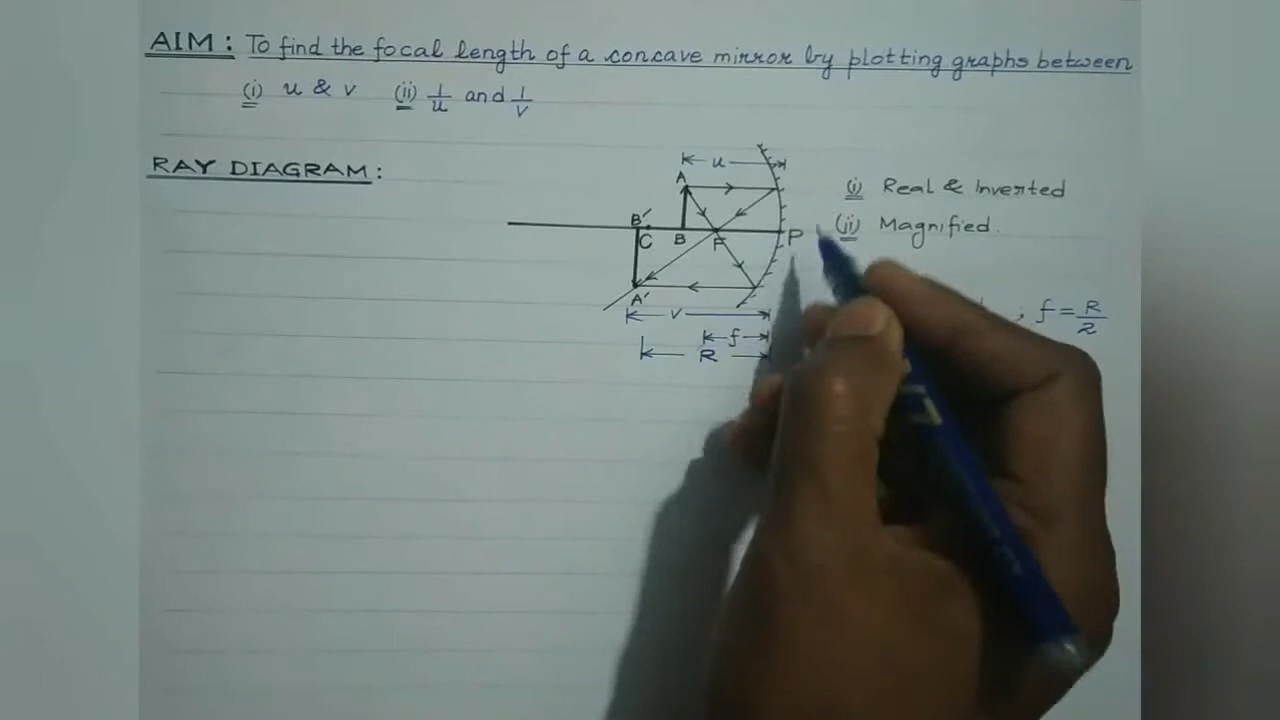 AIM: To find the focal length of a concave mirror by plotting graphs between
(i) u & v (ii) 1/u and 1/v
RAY DIAGRAM:
u
A
B'
C B F P
A'
v
f
R
(i) Real & Inverted
(ii) Magnified.
; f = R/2